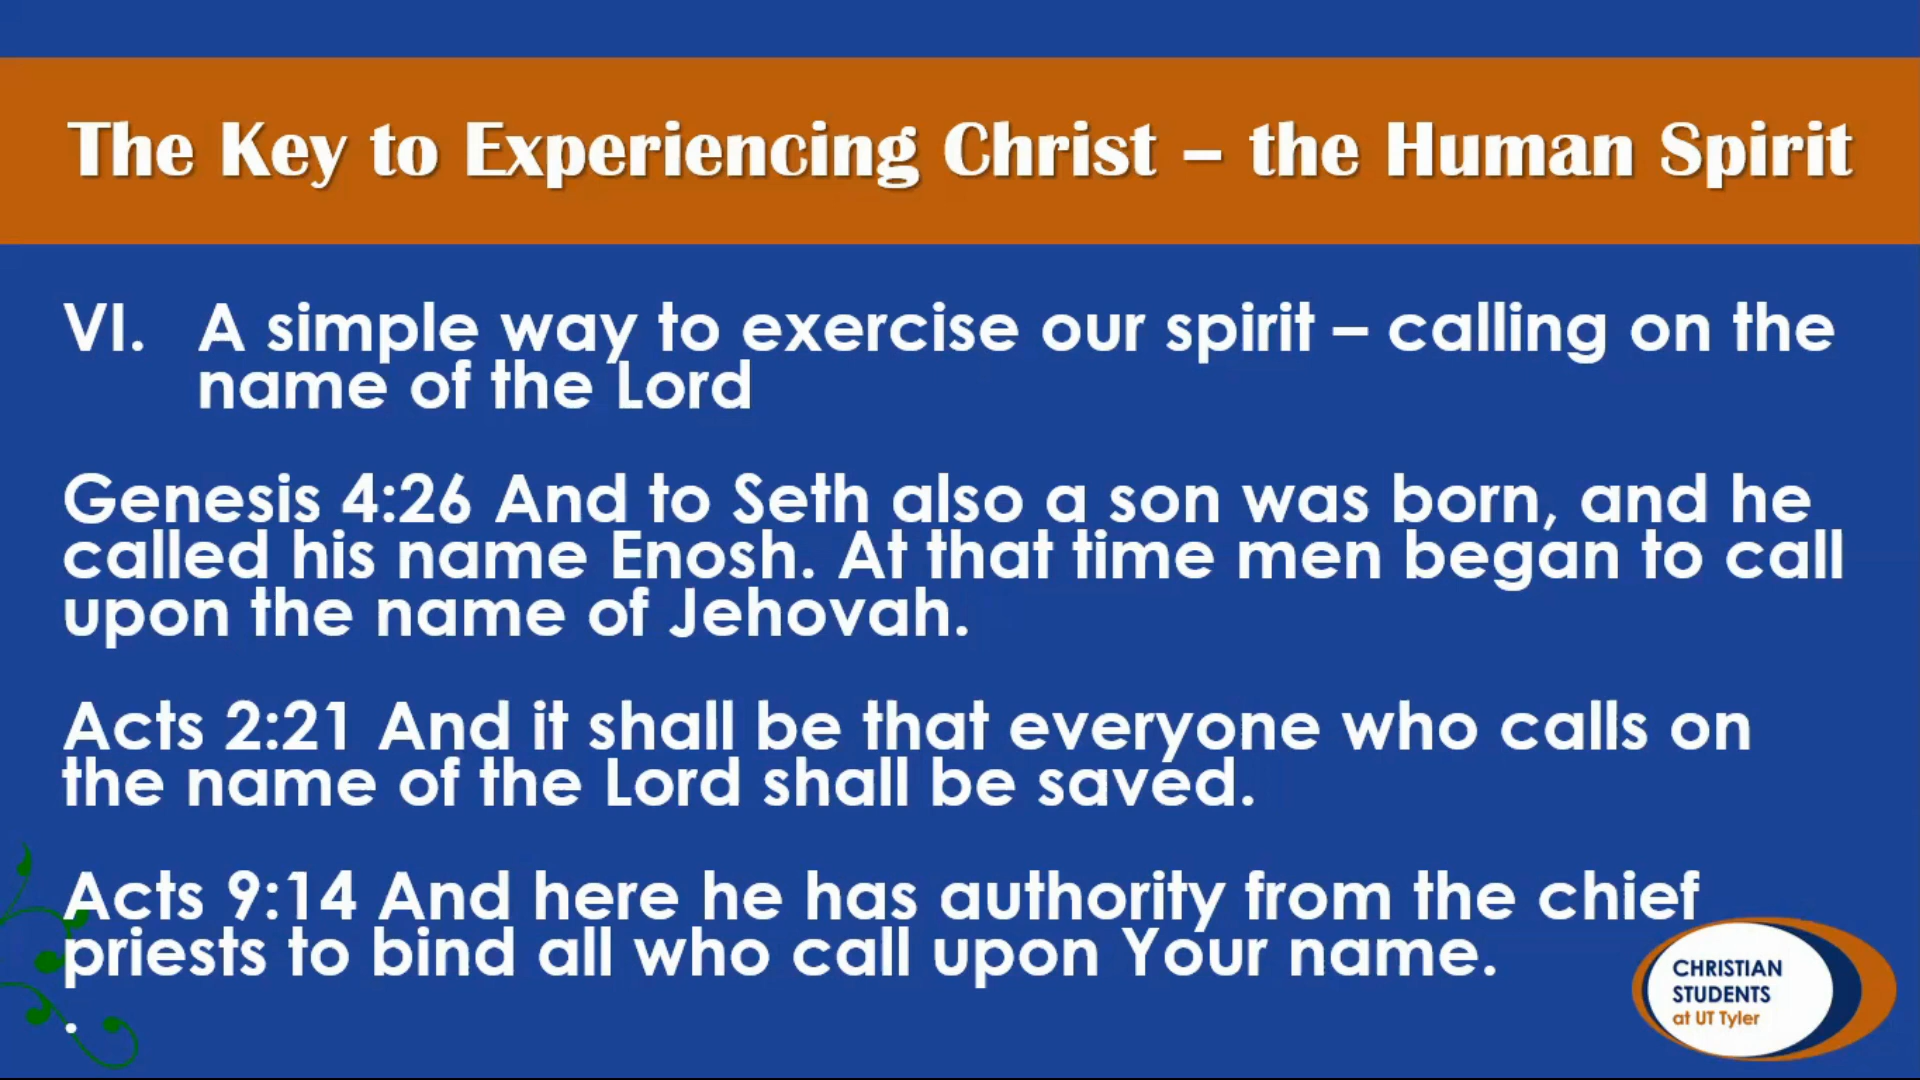 The Key to Experiencing Christ – the Human Spirit
VI. A simple way to exercise our spirit – calling on the
name of the Lord
Genesis 4:26 And to Seth also a son was born, and he
called his name Enosh. At that time men began to call
upon the name of Jehovah.
Acts 2:21 And it shall be that everyone who calls on
the name of the Lord shall be saved.
Acts 9:14 And here he has authority from the chief
priests to bind all who call upon Your name.
.
CHRISTIAN
STUDENTS
at UT Tyler